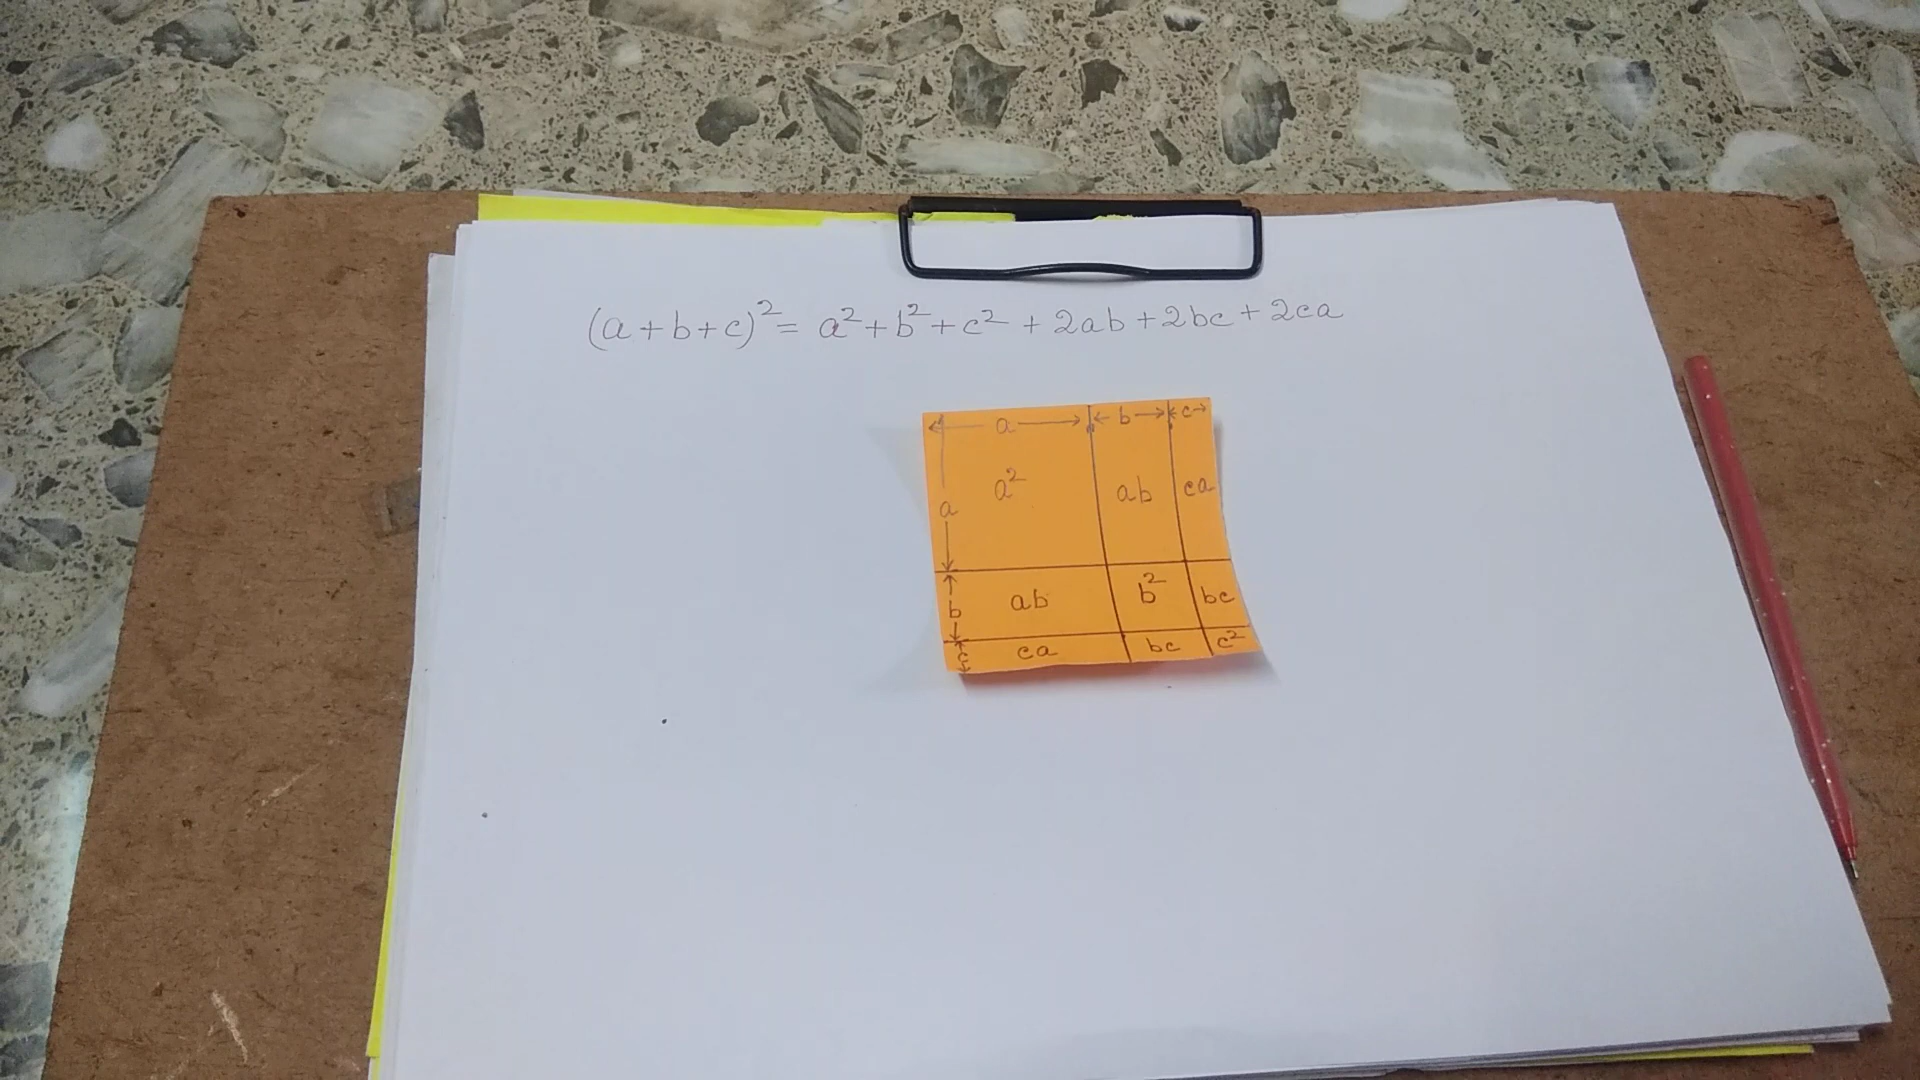 (a+b+c)²= a²+b²+c²+2ab+2bc+2ca
a b c
a a² ab ca
b ab b² bc
c ca bc c²